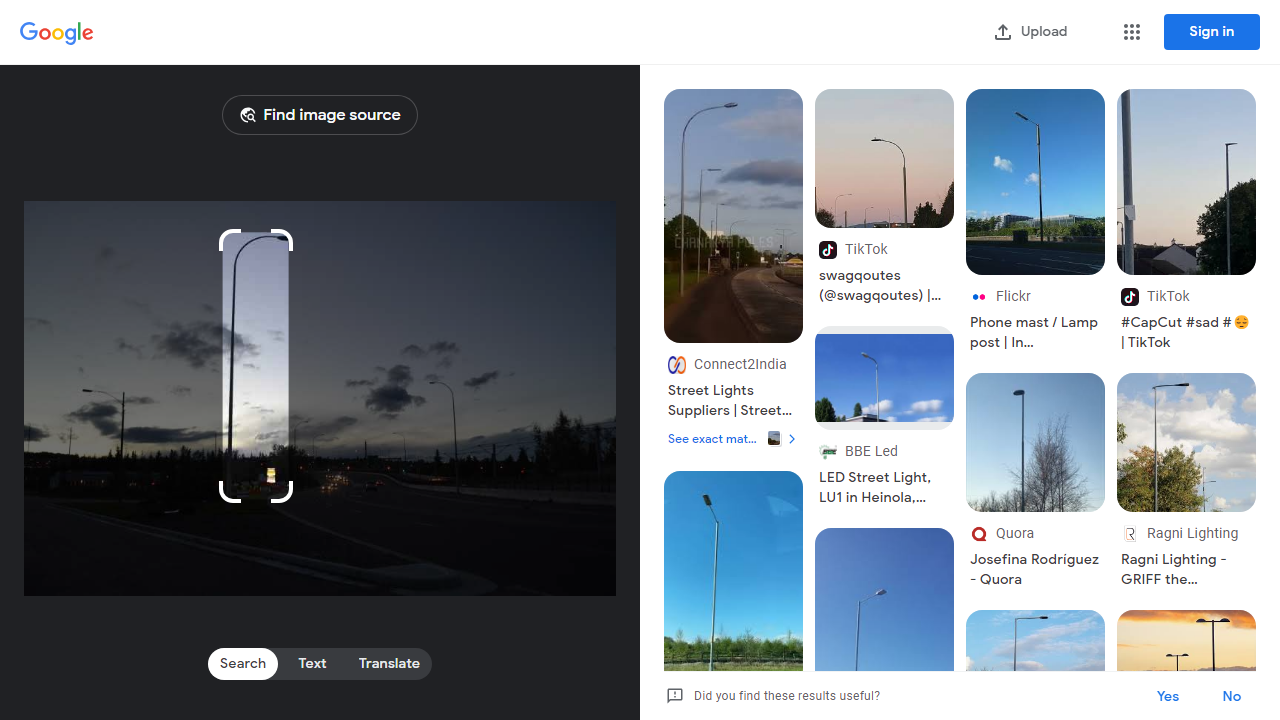 Google
Upload
Sign in
Find image source
Search
Text
Translate
Connect2India
Street Lights
Suppliers | Street…
See exact mat…
TikTok
swagqoutes
(@swagqoutes) |…
BBE Led
LED Street Light,
LU1 in Heinola,…
Flickr
Phone mast / Lamp
post | In…
Quora
Josefina Rodríguez
- Quora
TikTok
#CapCut #sad #😔
| TikTok
Ragni Lighting
Ragni Lighting -
GRIFF the…
Did you find these results useful?
Yes
No